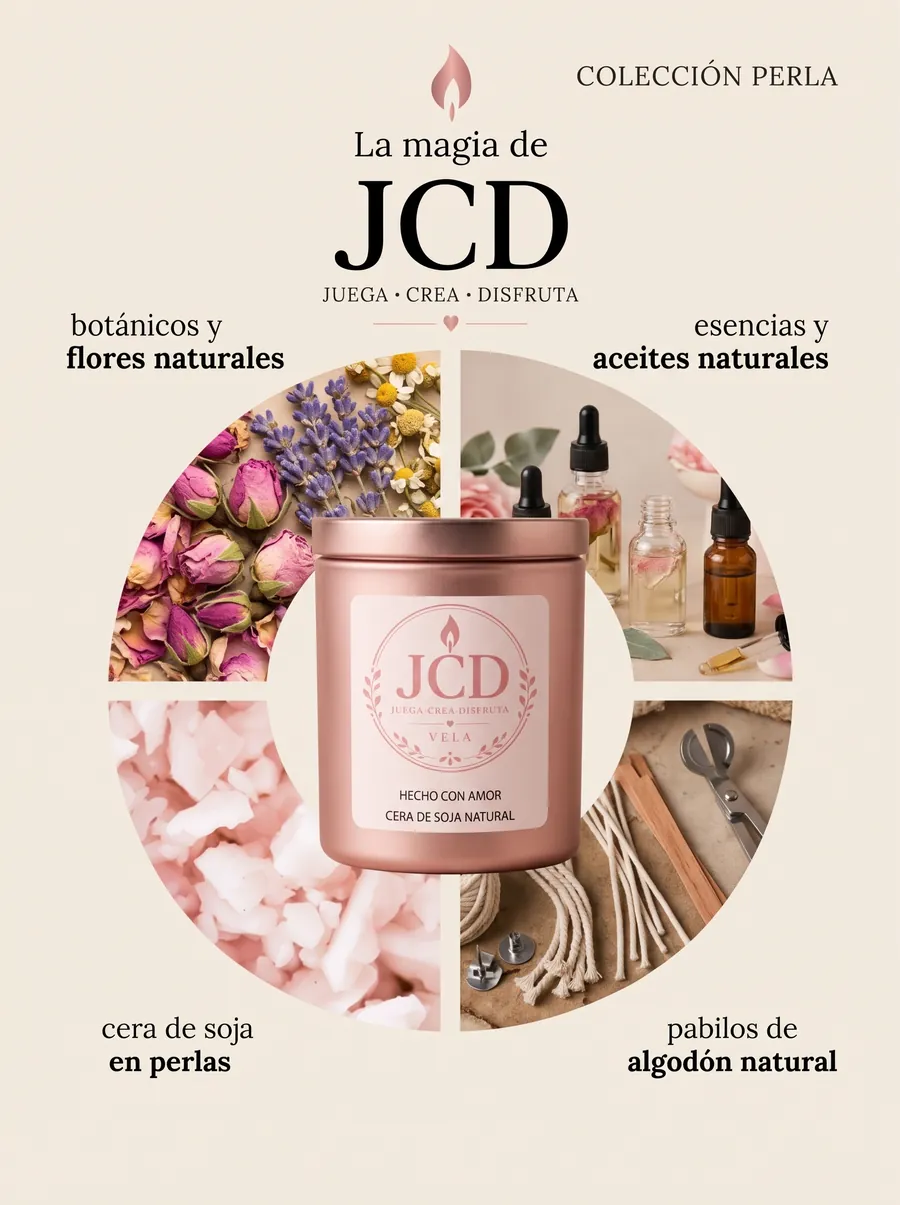 COLECCIÓN PERLA
La magia de
JCD
JUEGA • CREA • DISFRUTA
botánicos y
flores naturales
esencias y
aceites naturales
JCD
JUEGA-CREA-DISFRUTA
VELA
HECHO CON AMOR
CERA DE SOJA NATURAL
cera de soja
en perlas
pabilos de
algodón natural